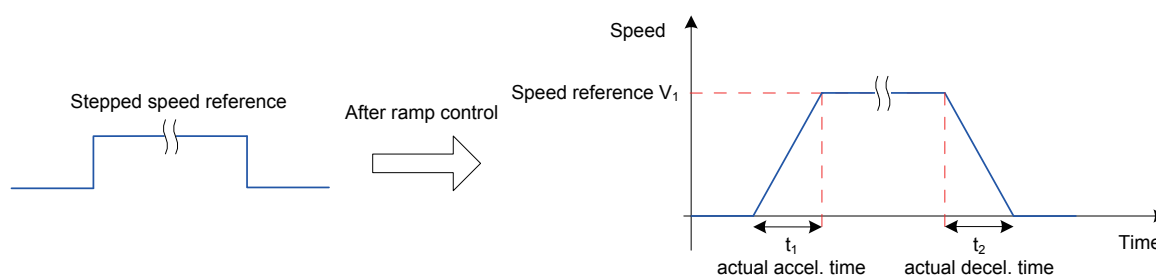 Stepped speed reference
After ramp control
Speed
Speed reference V₁
t₁
actual accel. time
t₂
actual decel. time
Time